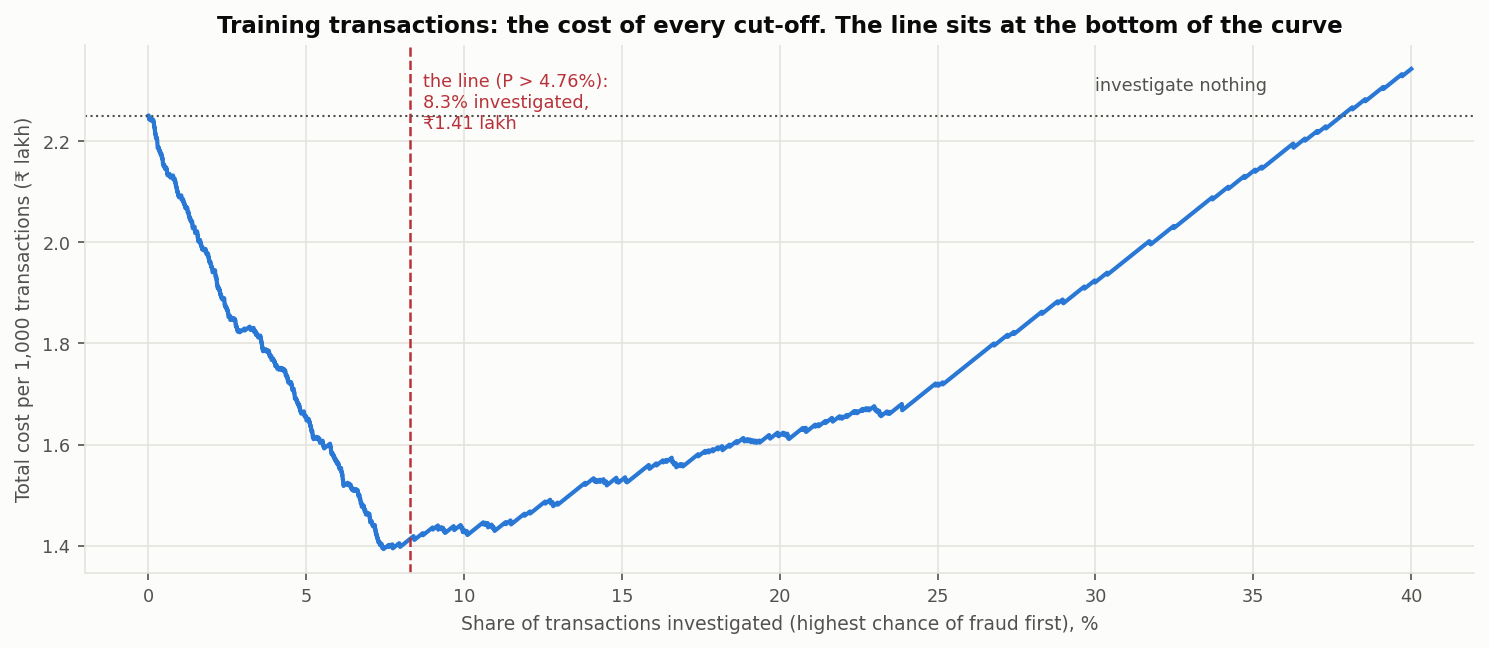 Training transactions: the cost of every cut-off. The line sits at the bottom of the curve
the line (P > 4.76%):
8.3% investigated,
₹1.41 lakh
investigate nothing
Total cost per 1,000 transactions (₹ lakh)
2.2
2.0
1.8
1.6
1.4
0 5 10 15 20 25 30 35 40
Share of transactions investigated (highest chance of fraud first), %